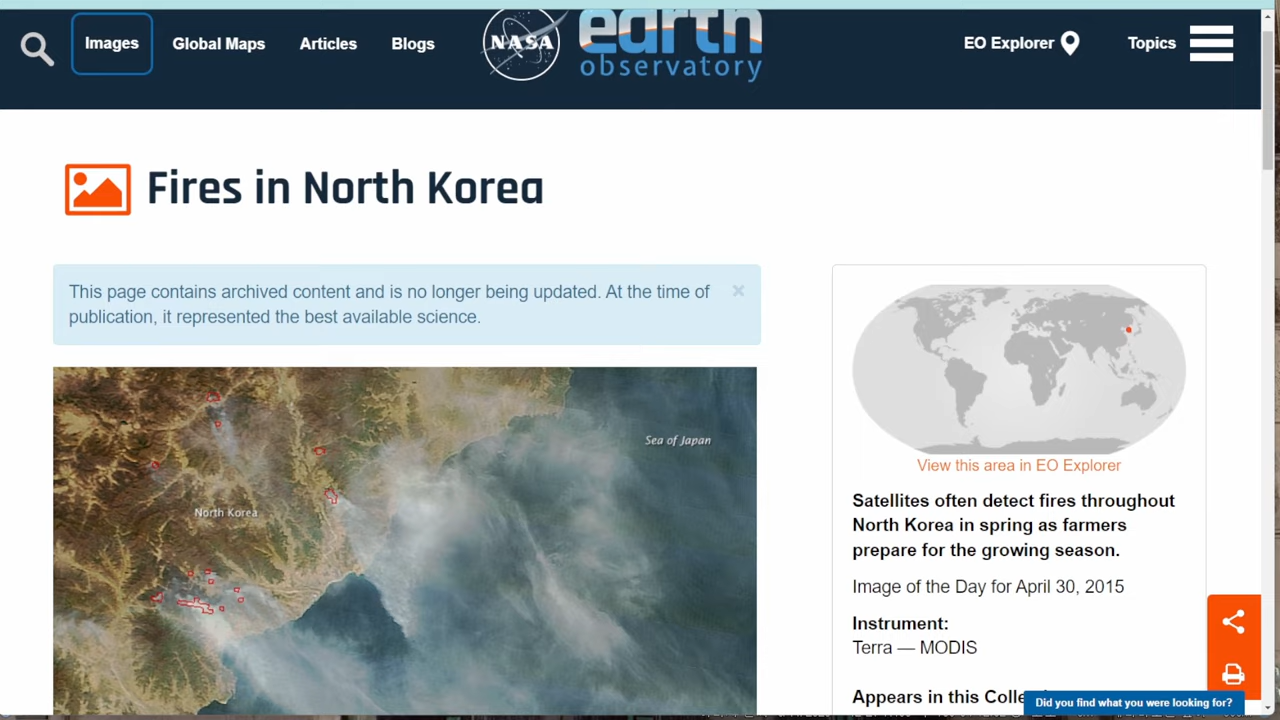 Images
Global Maps
Articles
Blogs
NASA
earth
observatory
EO Explorer
Topics
Fires in North Korea
This page contains archived content and is no longer being updated. At the time of
publication, it represented the best available science.
×
Sea of Japan
North Korea
View this area in EO Explorer
Satellites often detect fires throughout
North Korea in spring as farmers
prepare for the growing season.
Image of the Day for April 30, 2015
Instrument:
Terra — MODIS
Appears in this
Did you find what you were looking for?